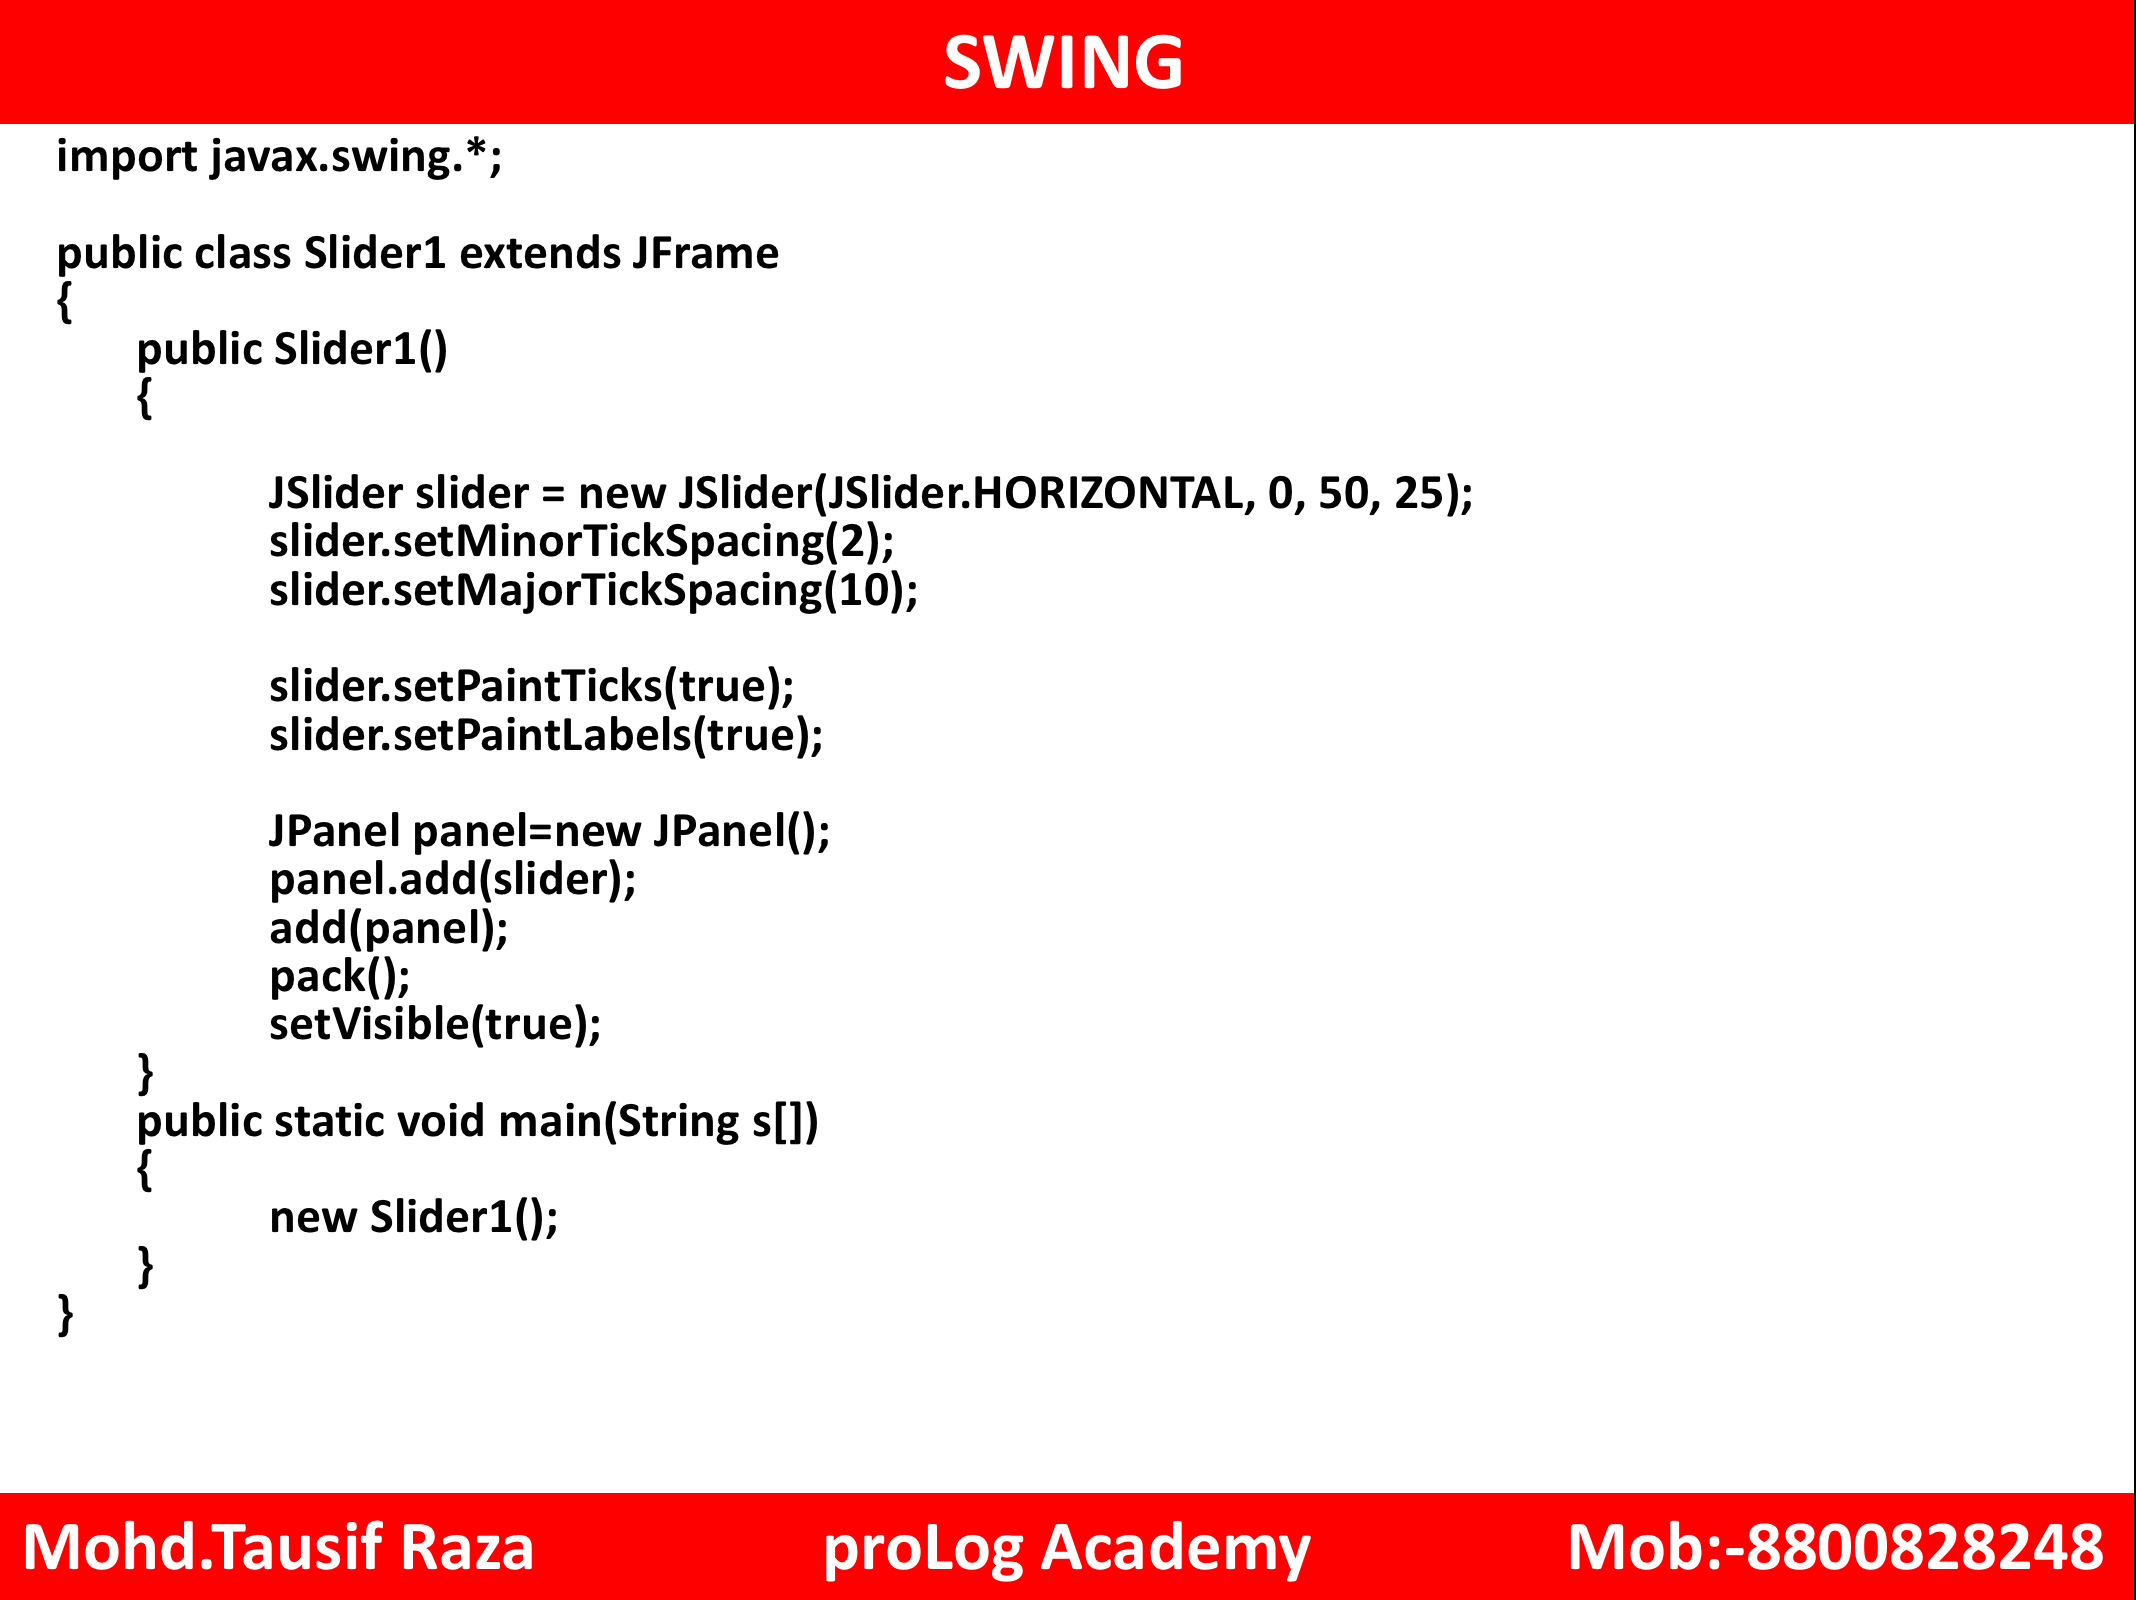 SWING
import javax.swing.*;
public class Slider1 extends JFrame
{
public Slider1()
{
JSlider slider = new JSlider(JSlider.HORIZONTAL, 0, 50, 25);
slider.setMinorTickSpacing(2);
slider.setMajorTickSpacing(10);
slider.setPaintTicks(true);
slider.setPaintLabels(true);
JPanel panel=new JPanel();
panel.add(slider);
add(panel);
pack();
setVisible(true);
}
public static void main(String s[])
{
new Slider1();
}
}
Mohd.Tausif Raza proLog Academy Mob:-8800828248